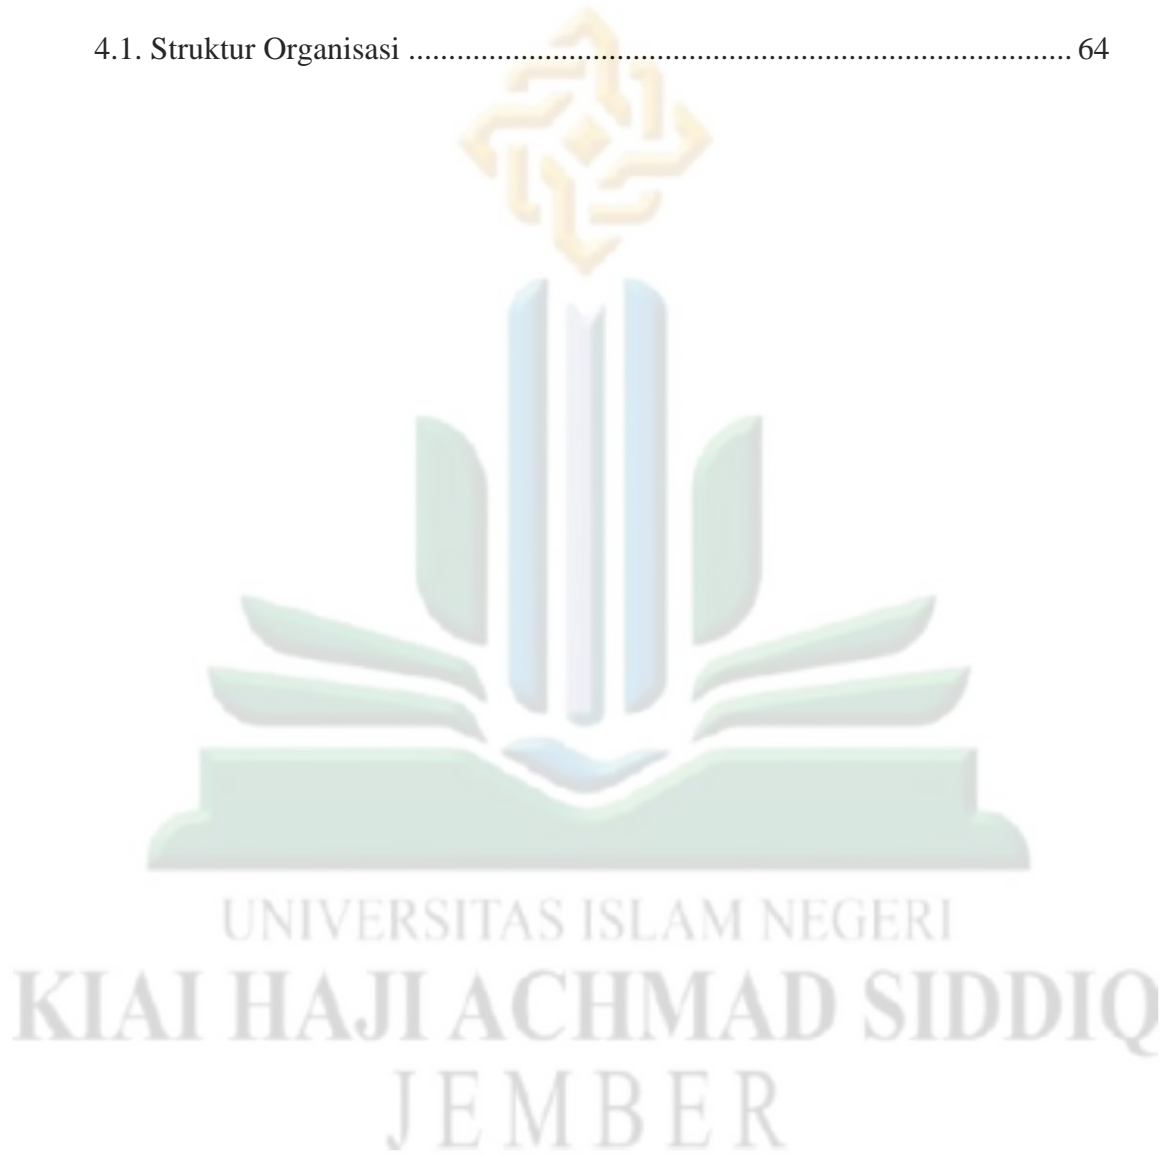 4.1. Struktur Organisasi .................................................................................. 64
UNIVERSITAS ISLAM NEGERI
KIAI HAJI ACHMAD SIDDIQ
JEMBER